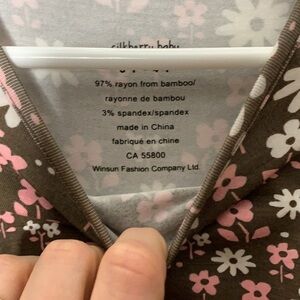 silkberry baby
97% rayon from bamboo/
rayonne de bambou
3% spandex/spandex
made in China
fabriqué en chine
CA 55800
Winsun Fashion Company Ltd.